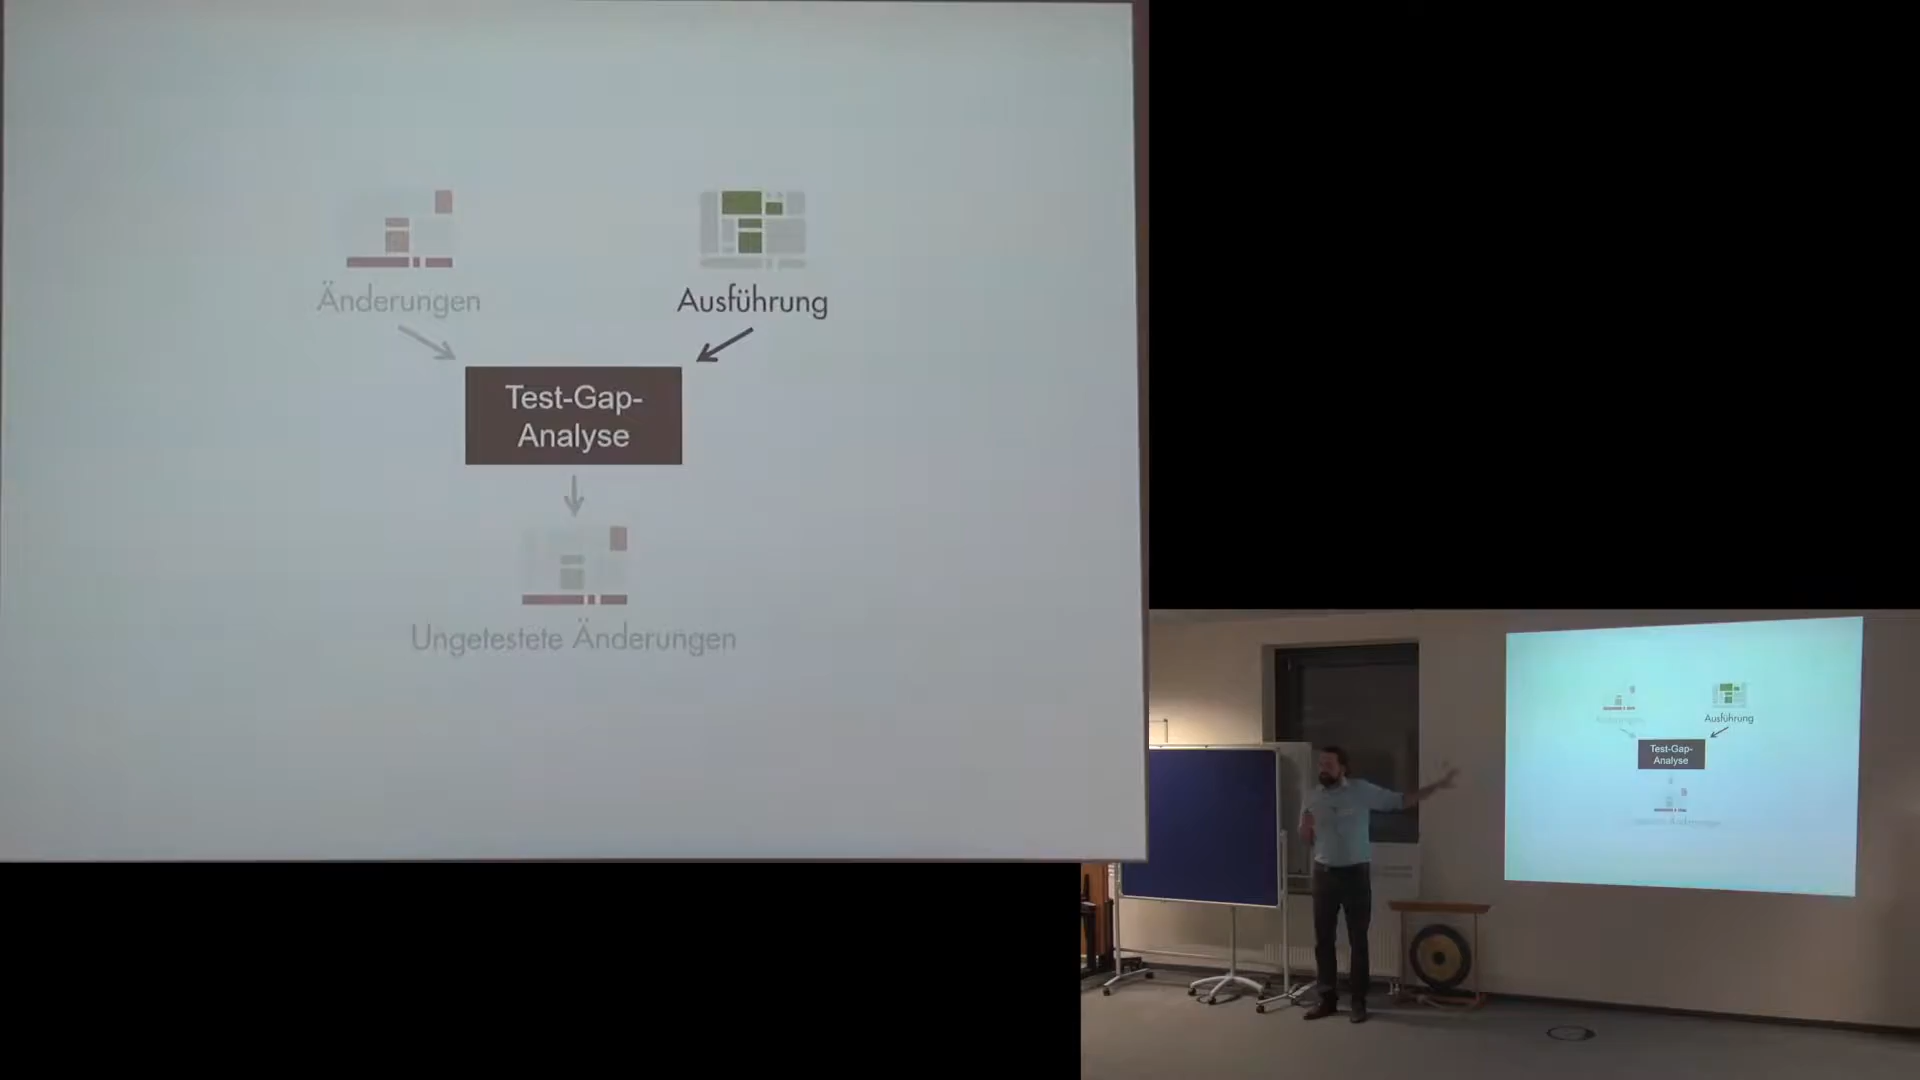 Änderungen
Ausführung
Test-Gap-
Analyse
Ungetestete Änderungen
Ausführung
Test-Gap-
Analyse